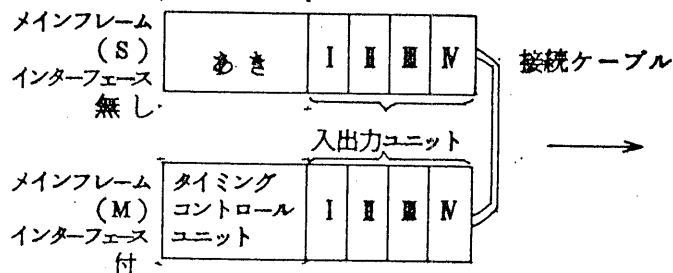 メインフレーム
(S)
インターフェース
無し
あき
I II III IV
接続ケーブル
入出力ユニット
メインフレーム
(M)
インターフェース
付
タイミング
コントロール
ユニット
I II III IV